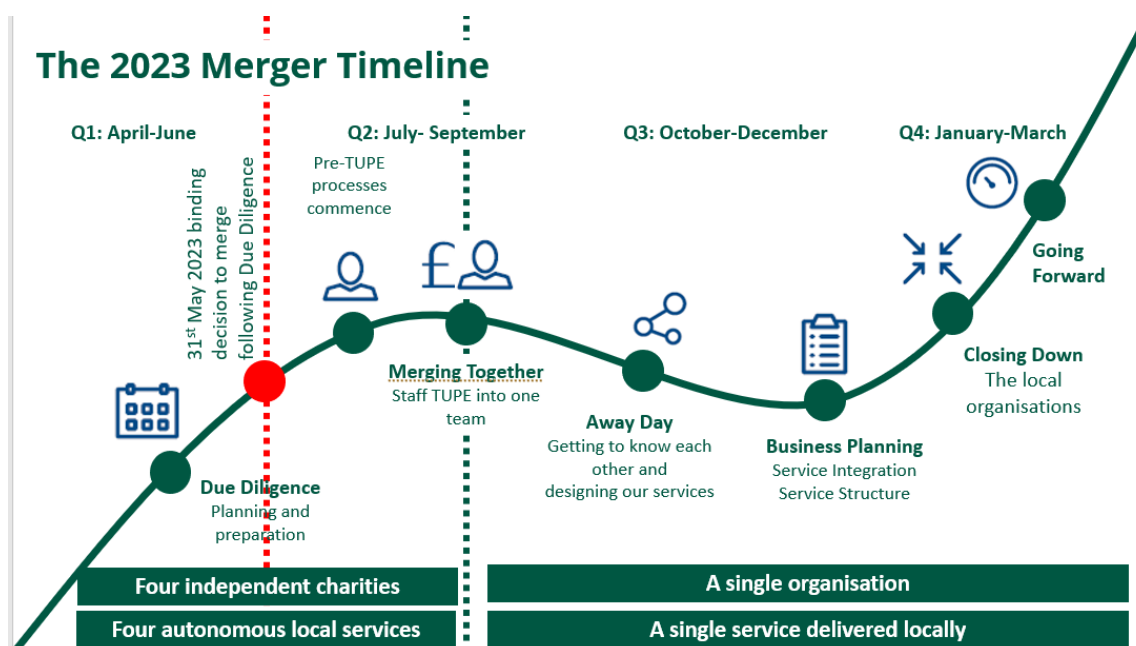 The 2023 Merger Timeline
Q1: April-June
Q2: July- September
Q3: October-December
Q4: January-March
31st May 2023 binding
decision to merge
following Due Diligence
Pre-TUPE
processes
commence
£
Due Diligence
Planning and
preparation
Merging Together
Staff TUPE into one
team
Away Day
Getting to know each
other and
designing our services
Business Planning
Service Integration
Service Structure
Closing Down
The local
organisations
Going
Forward
Four independent charities
A single organisation
Four autonomous local services
A single service delivered locally